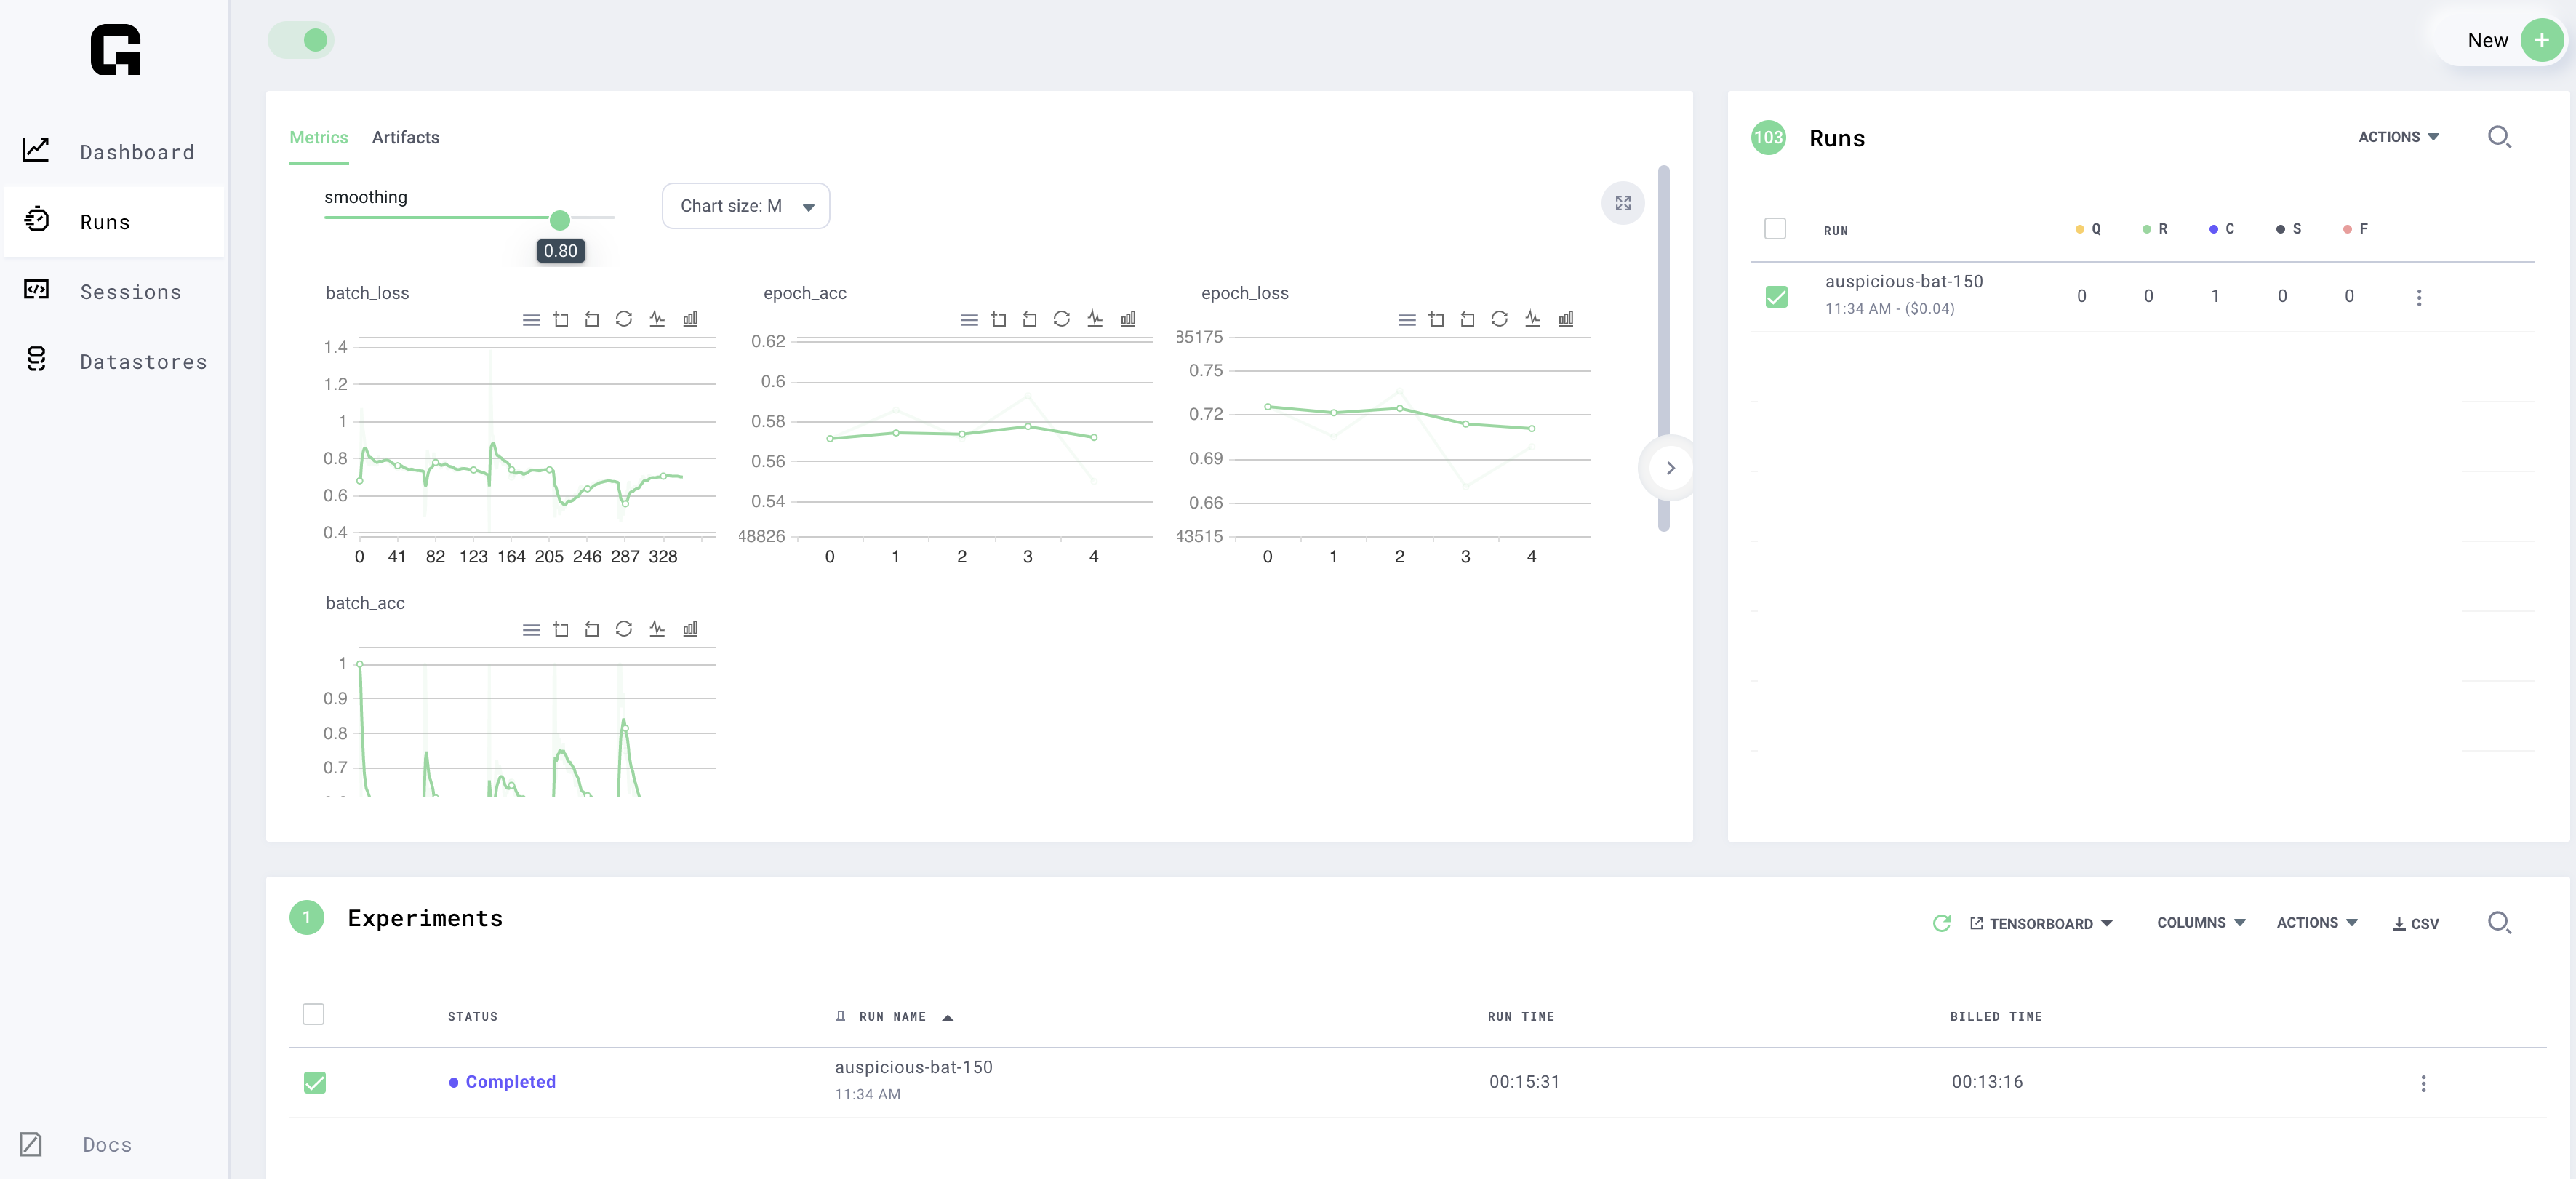 New
Dashboard
Runs
Sessions
Datastores
Docs
Metrics Artifacts
smoothing
0.80
Chart size: M
batch_loss
1.4
1.2
1
0.8
0.6
0.4
0 41 82 123 164 205 246 287 328
epoch_acc
0.62
0.6
0.58
0.56
0.54
48826
0 1 2 3 4
epoch_loss
85175
0.75
0.72
0.69
0.66
43515
0 1 2 3 4
batch_acc
1
0.9
0.8
0.7
103 Runs
ACTIONS
RUN Q R C S F
auspicious-bat-150 0 0 1 0 0
11:34 AM - ($0.04)
1 Experiments
TENSORBOARD COLUMNS ACTIONS CSV
STATUS RUN NAME RUN TIME BILLED TIME
Completed auspicious-bat-150 00:15:31 00:13:16
11:34 AM